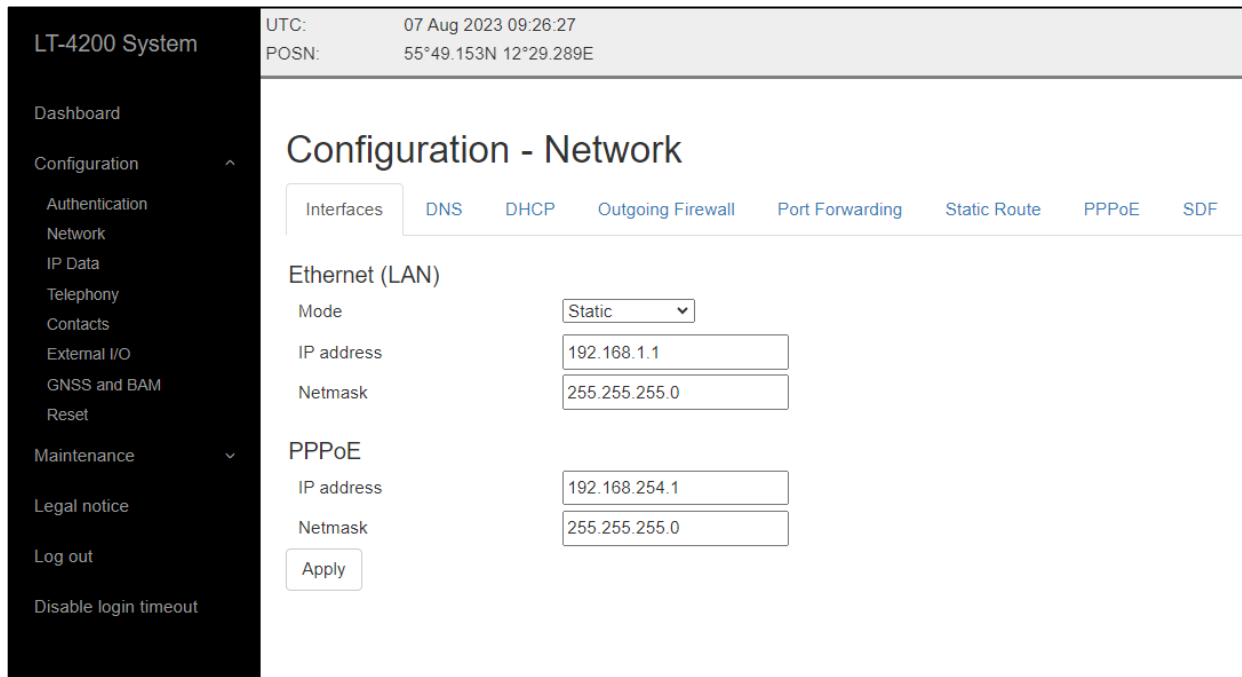 LT-4200 System
Dashboard
Configuration
Authentication
Network
IP Data
Telephony
Contacts
External I/O
GNSS and BAM
Reset
Maintenance
Legal notice
Log out
Disable login timeout
UTC: 07 Aug 2023 09:26:27
POSN: 55°49.153N 12°29.289E
Configuration - Network
Interfaces DNS DHCP Outgoing Firewall Port Forwarding Static Route PPPoE SDF
Ethernet (LAN)
Mode Static
IP address 192.168.1.1
Netmask 255.255.255.0
PPPoE
IP address 192.168.254.1
Netmask 255.255.255.0
Apply